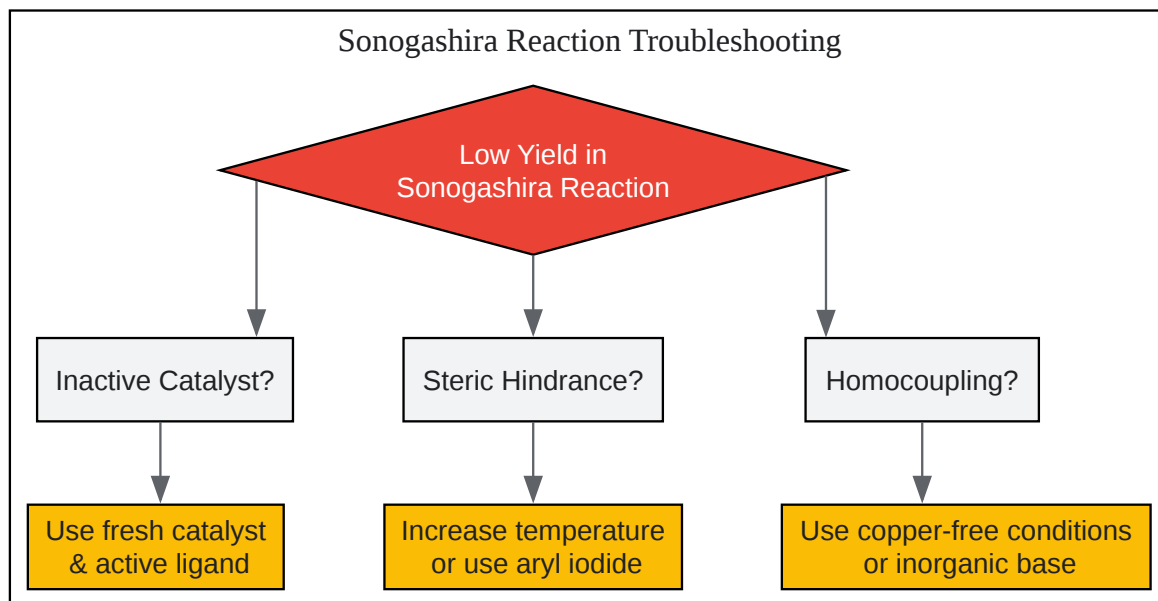 Sonogashira Reaction Troubleshooting
Low Yield in
Sonogashira Reaction
Inactive Catalyst?
Steric Hindrance?
Homocoupling?
Use fresh catalyst
& active ligand
Increase temperature
or use aryl iodide
Use copper-free conditions
or inorganic base